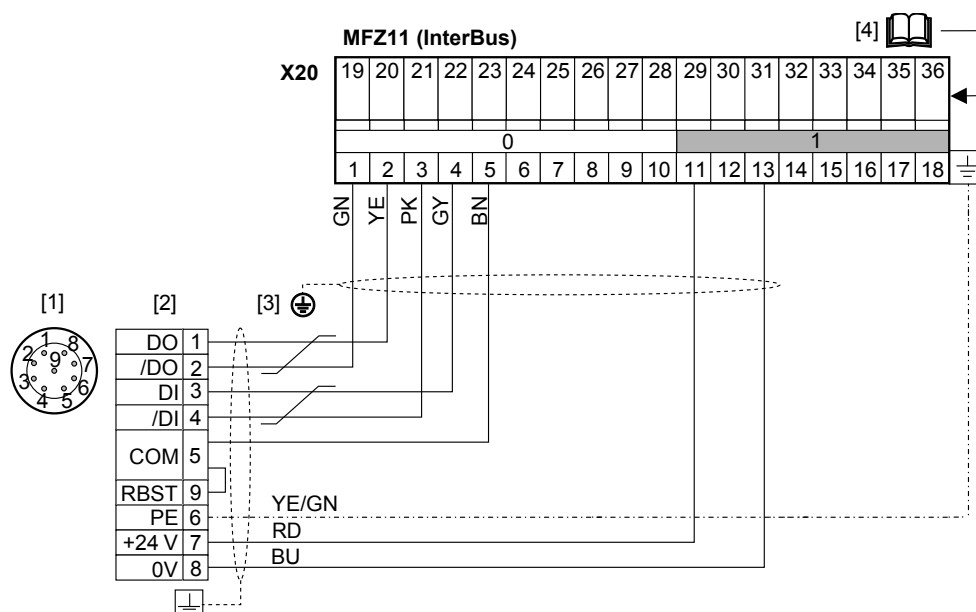 [4]
MFZ11 (InterBus)
X20 19 20 21 22 23 24 25 26 27 28 29 30 31 32 33 34 35 36
0 1
1 2 3 4 5 6 7 8 9 10 11 12 13 14 15 16 17 18
GN YE PK GY BN
[1] [2] [3]
1 8 2 9 7 3 6 4 5
DO 1
/DO 2
DI 3
/DI 4
COM 5
RBST 9
YE/GN
PE 6
RD
+24 V 7
BU
0V 8